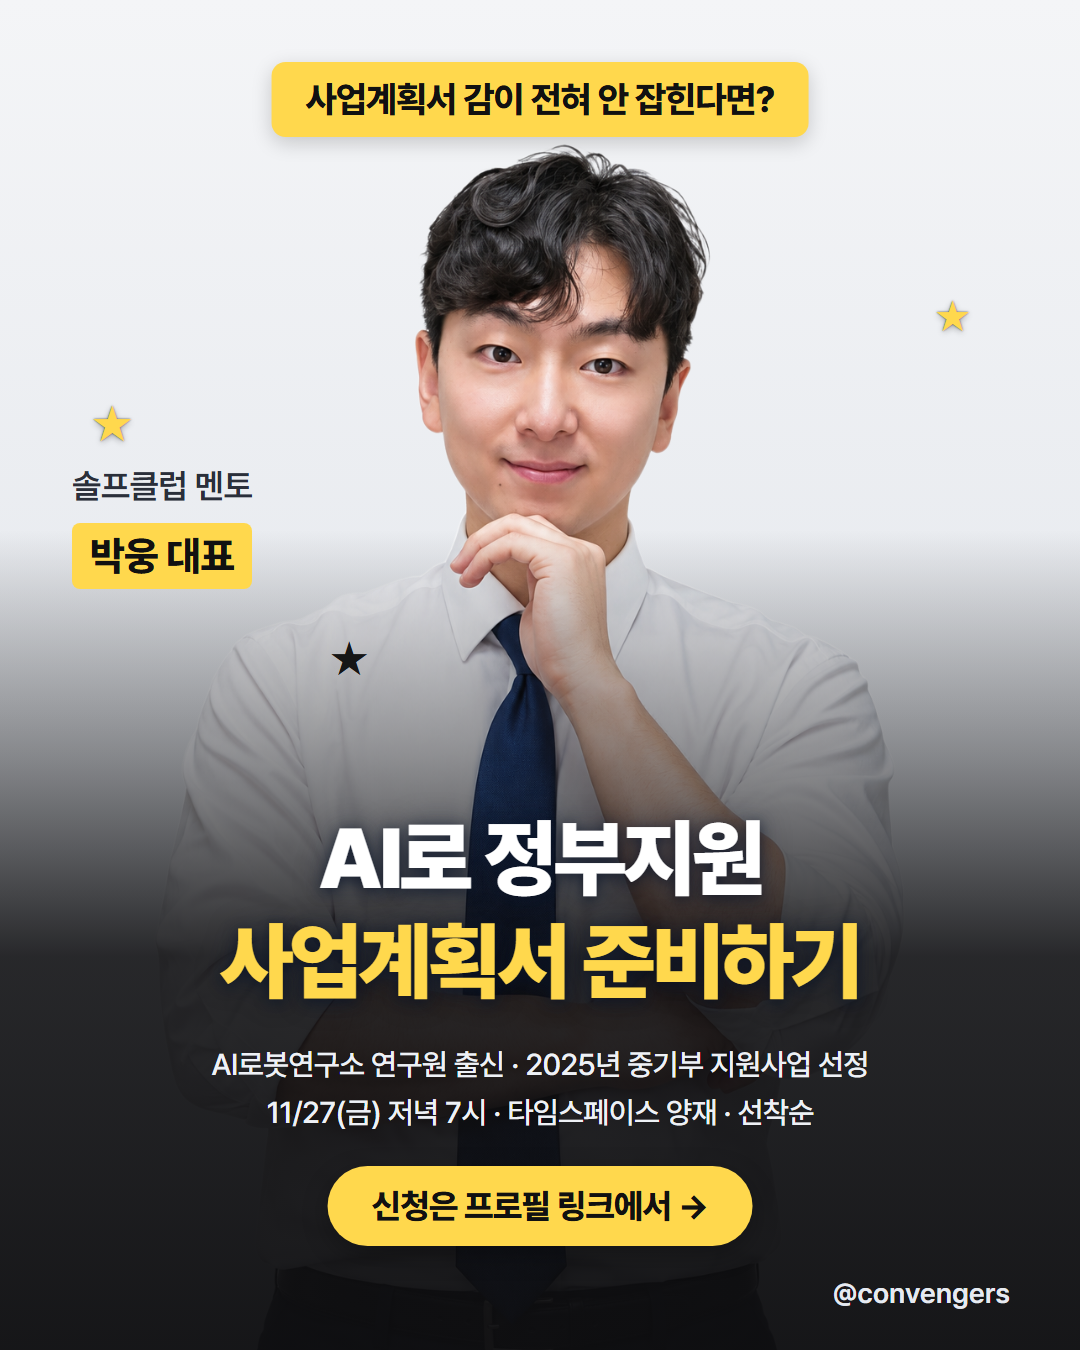 사업계획서 감이 전혀 안 잡힌다면?
솔프클럽 멘토
박웅 대표
AI로 정부지원
사업계획서 준비하기
AI로봇연구소 연구원 출신 · 2025년 중기부 지원사업 선정
11/27(금) 저녁 7시 · 타임스페이스 양재 · 선착순
신청은 프로필 링크에서 →
@convengers